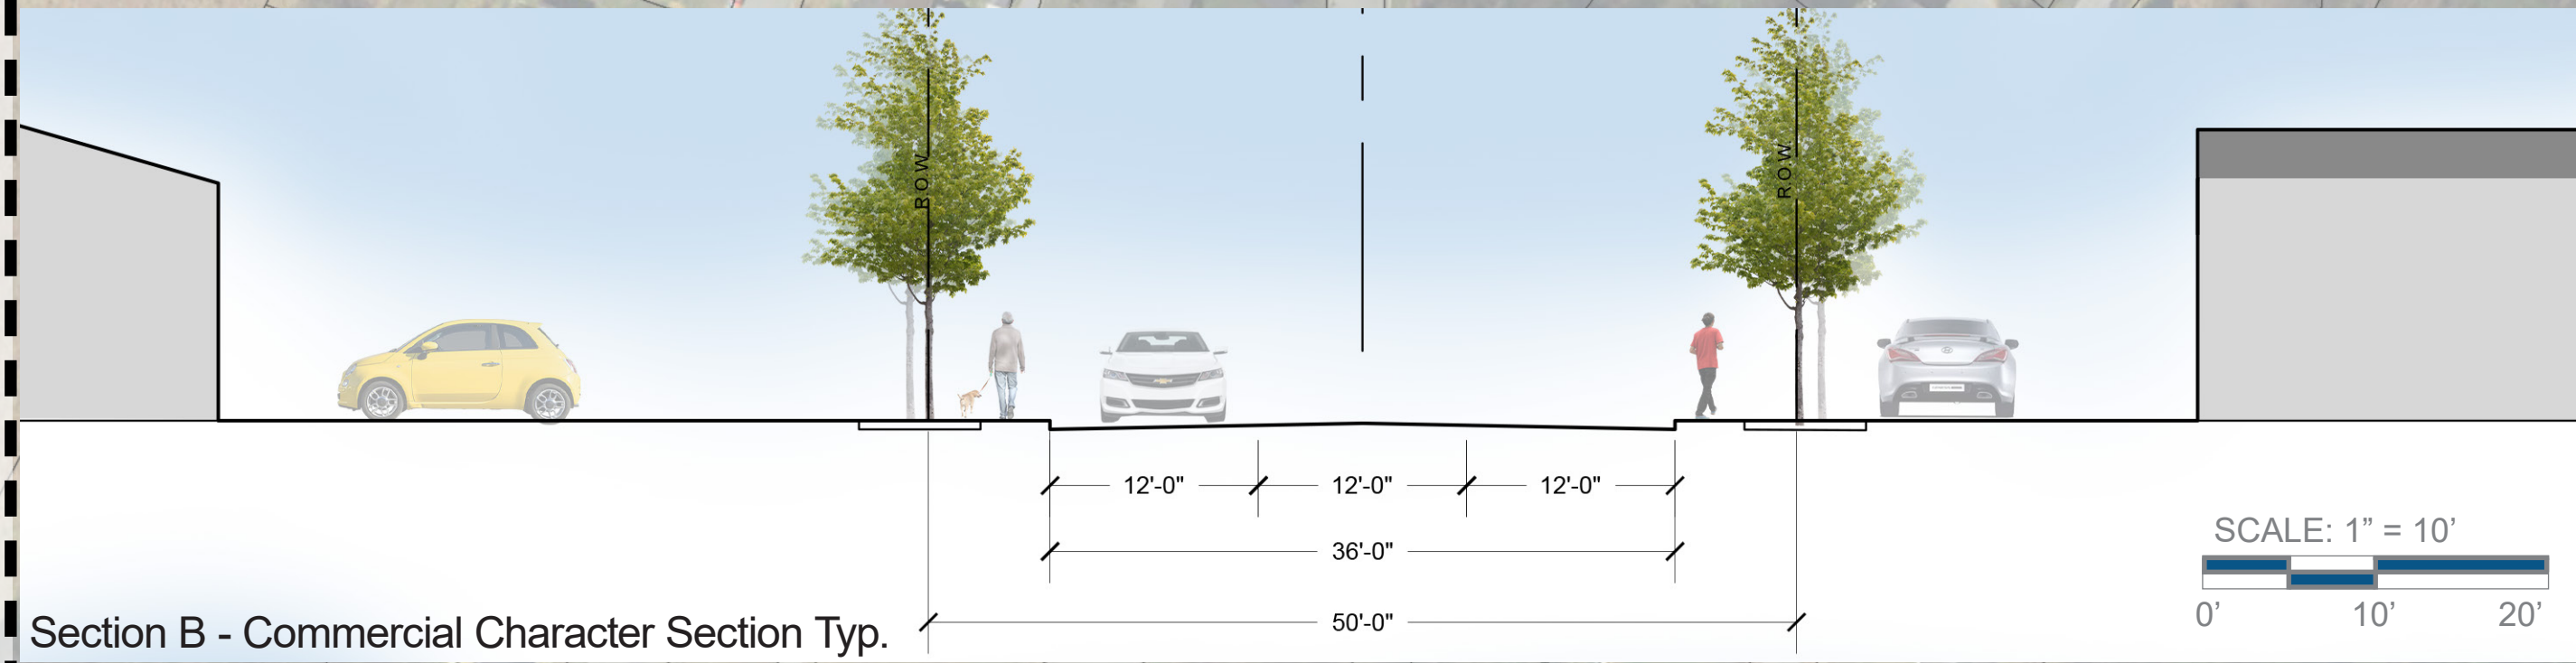 R.O.W
R.O.W
12'-0" 12'-0" 12'-0"
36'-0"
50'-0"
SCALE: 1” = 10’
0’ 10’ 20’
Section B - Commercial Character Section Typ.